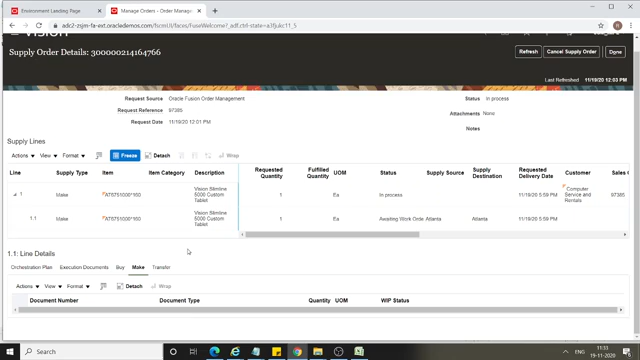 Environment Landing Page
Manage Orders - Order Manage
adc2-zsjm-fa-ext.oracledemos.com/fscmUI/faces/FuseWelcome?_adf.ctrl-state=a3fjukc11_5
Supply Order Details: 300000214164766
Refresh Cancel Supply Order Done
Last Refreshed 11/19/20 12:03 PM
Request Source Oracle Fusion Order Management
Status In process
Request Reference 97385
Attachments None
Request Date 11/19/20 12:01 PM
Notes
Supply Lines
Actions View Format Freeze Detach Wrap
Line Supply Type Item Item Category Description Requested Quantity Fulfilled Quantity UOM Status Supply Source Supply Destination Requested Delivery Date Customer Sales O
1 Make *AT6751008*160 Vision Slimline 5000 Custom Tablet 1 Ea In process 11/19/20 5:59 PM Computer Service and Rentals 97385
1.1 Make *AT6751008*160 Vision Slimline 5000 Custom Tablet 1 Ea Awaiting Work Orde Atlanta Atlanta 11/19/20 5:59 PM
1.1: Line Details
Orchestration Plan Execution Documents Buy Make Transfer
Actions View Format Detach Wrap
Document Number Document Type Quantity UOM WIP Status
Search
ENG
11:33
19-11-2020